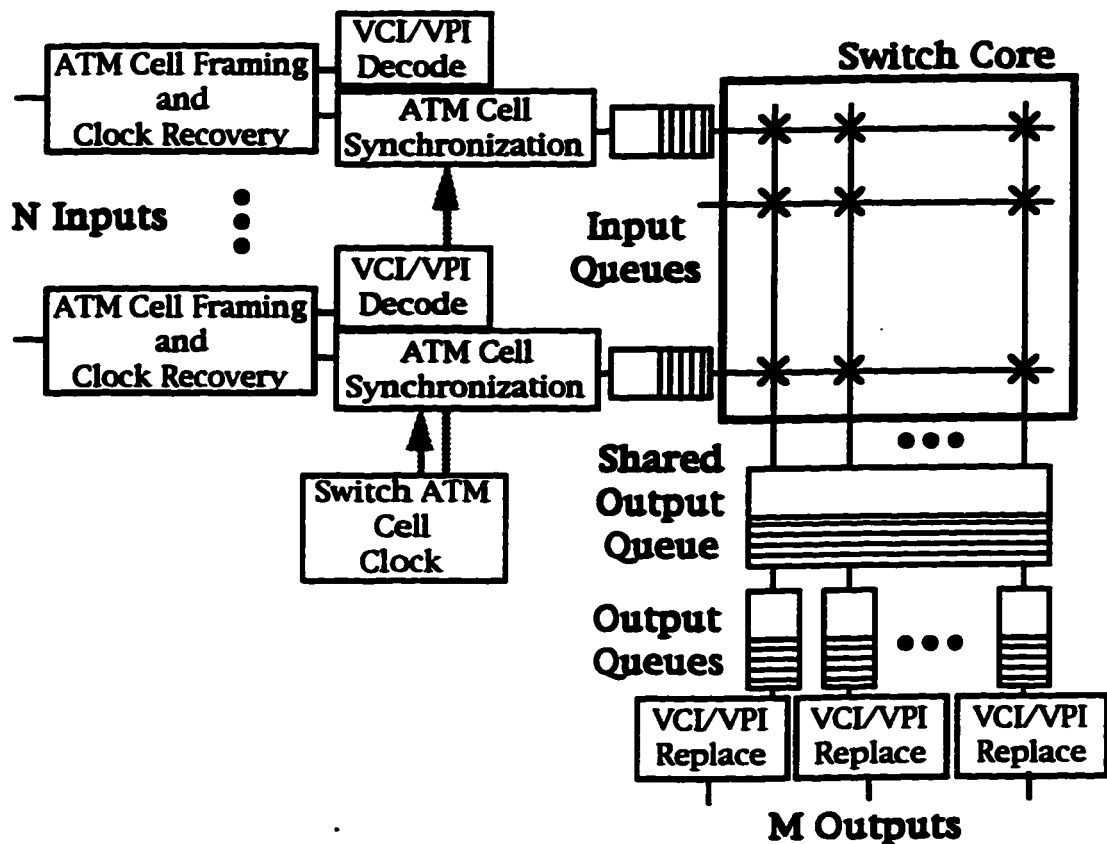 VCI/VPI
Decode
Switch Core
ATM Cell Framing
and
Clock Recovery
ATM Cell
Synchronization
N Inputs
Input
Queues
VCI/VPI
Decode
ATM Cell Framing
and
Clock Recovery
ATM Cell
Synchronization
Switch ATM
Cell
Clock
Shared
Output
Queue
Output
Queues
VCI/VPI
Replace
VCI/VPI
Replace
VCI/VPI
Replace
M Outputs